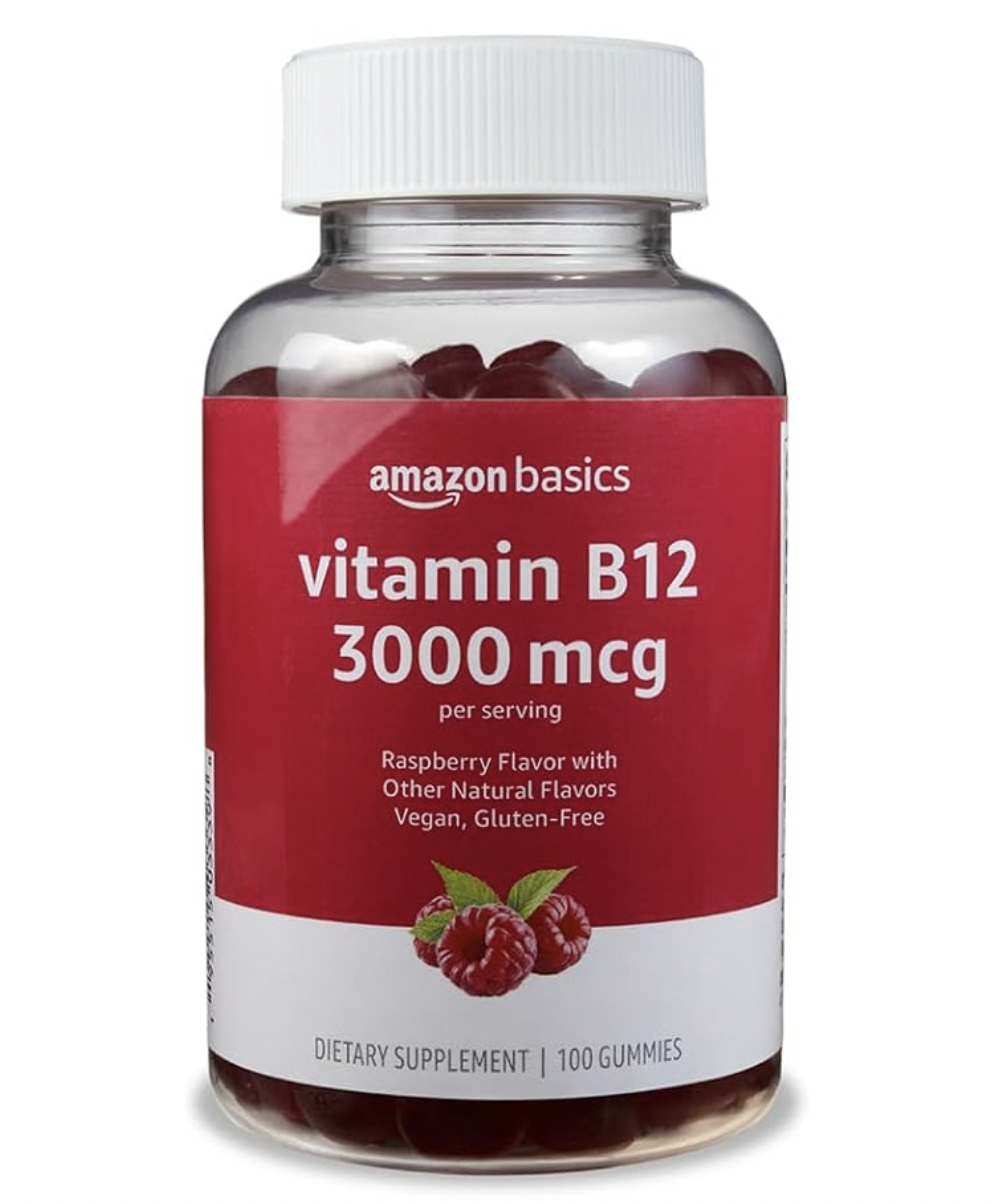 amazon basics
vitamin B12
3000 mcg
per serving
Raspberry Flavor with
Other Natural Flavors
Vegan, Gluten-Free
DIETARY SUPPLEMENT | 100 GUMMIES